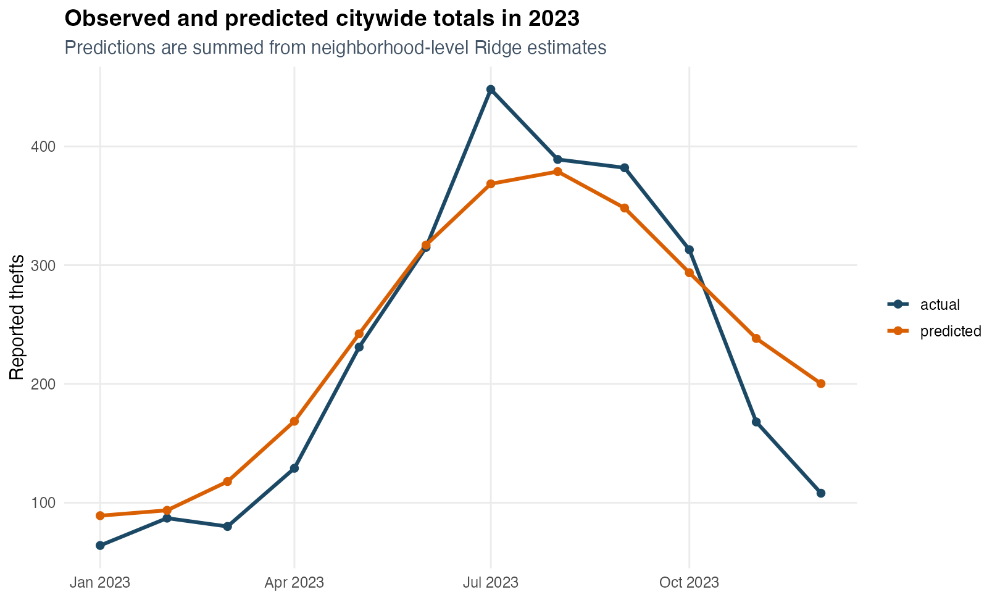 Observed and predicted citywide totals in 2023
Predictions are summed from neighborhood-level Ridge estimates
Reported thefts
400
300
200
100
Jan 2023
Apr 2023
Jul 2023
Oct 2023
actual
predicted